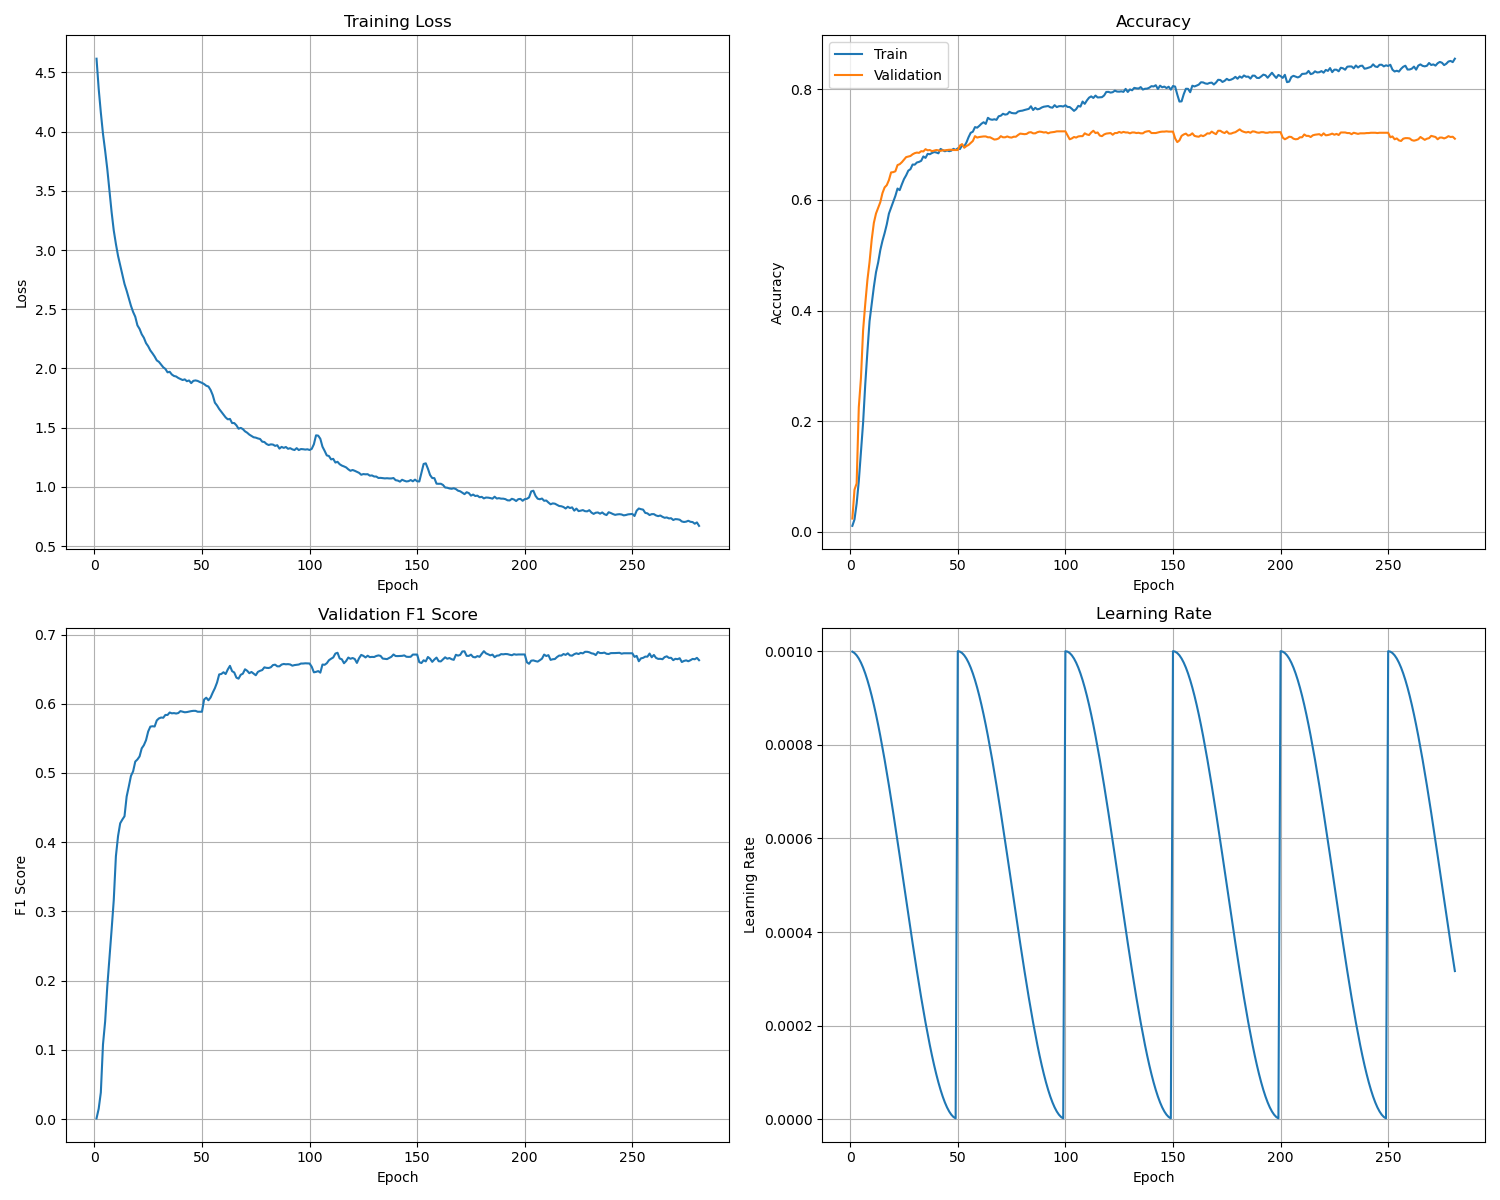 Training Loss
4.5
4.0
3.5
3.0
2.5
2.0
1.5
1.0
0.5
Loss
0 50 100 150 200 250
Epoch
Accuracy
Train
Validation
0.8
0.6
0.4
0.2
0.0
Accuracy
0 50 100 150 200 250
Epoch
Validation F1 Score
0.7
0.6
0.5
0.4
0.3
0.2
0.1
0.0
F1 Score
0 50 100 150 200 250
Epoch
Learning Rate
0.0010
0.0008
0.0006
0.0004
0.0002
0.0000
Learning Rate
0 50 100 150 200 250
Epoch